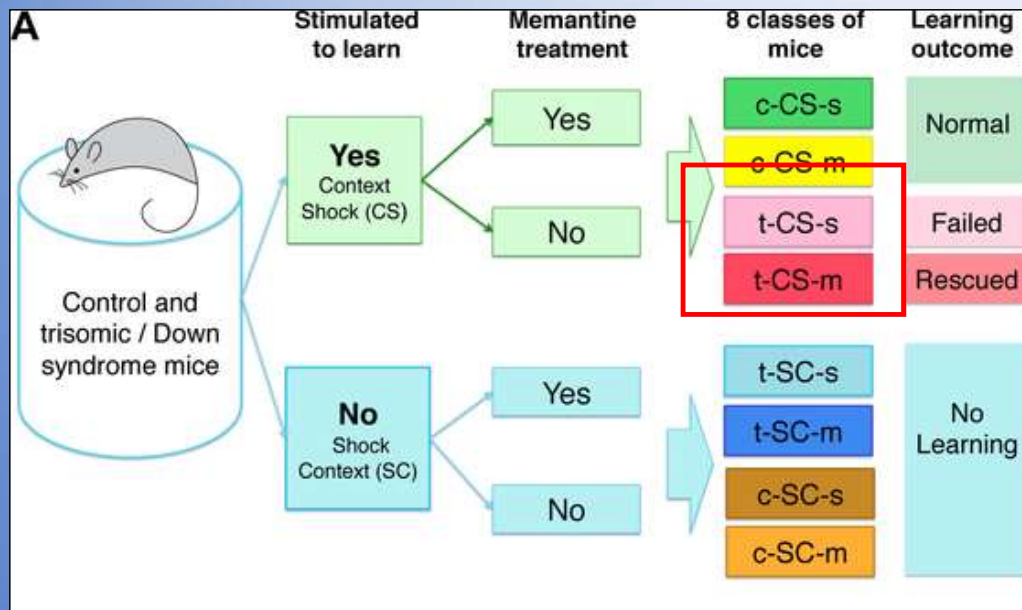 A
Stimulated
to learn
Memantine
treatment
8 classes of
mice
Learning
outcome
Control and
trisomic / Down
syndrome mice
Yes
Context
Shock (CS)
Yes
No
c-CS-s
c-CS-m
t-CS-s
t-CS-m
Normal
Failed
Rescued
No
Shock
Context (SC)
Yes
No
t-SC-s
t-SC-m
c-SC-s
c-SC-m
No
Learning